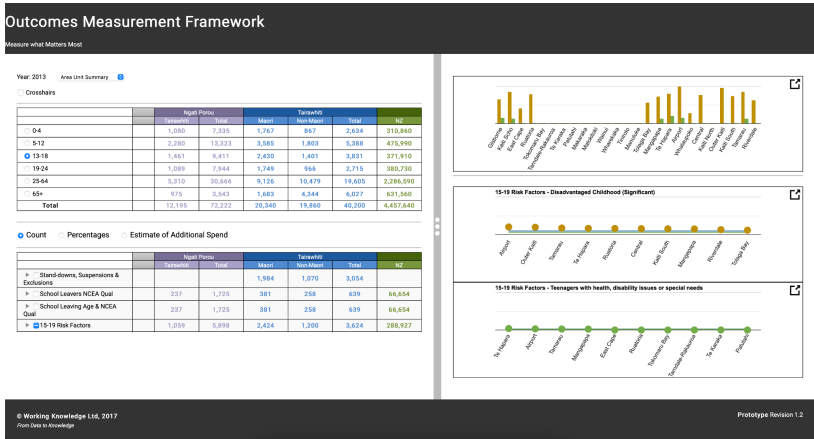 Outcomes Measurement Framework
Measure what Matters Most
Year: 2013 Area Unit Summary
Crosshairs
Ngati Porou Tairawhiti
Tairawhiti Total Maori Non-Maori Total NZ
0-4 1,080 7,335 1,767 867 2,634 310,860
5-12 2,280 13,323 3,585 1,803 5,388 475,990
13-18 1,461 9,411 2,430 1,401 3,831 371,910
19-24 1,089 7,944 1,749 966 2,715 380,730
25-64 5,310 30,666 9,126 10,479 19,605 2,286,590
65+ 975 3,543 1,683 4,344 6,027 631,560
Total 12,195 72,222 20,340 19,860 40,200 4,457,640
Count Percentages Estimate of Additional Spend
Ngati Porou Tairawhiti
Tairawhiti Total Maori Non-Maori Total NZ
Stand-downs, Suspensions &
Exclusions 1,984 1,070 3,054
School Leavers NCEA Qual 237 1,725 381 258 639 66,654
School Leaving Age & NCEA
Qual 237 1,725 381 258 639 66,654
15-19 Risk Factors 1,059 5,898 2,424 1,200 3,624 288,927
Gisborne
Kaiti Scho
East Cape
Ruatoria
Tokomaru Bay
Tarndale-Rakauroa
Te Karaka
Patutahi
Makaraka
Matokitoki
Wainui
Wharekaka
Tiniroto
Manutuke
Tolaga Bay
Mangapapa
Te Hapara
Airport
Whataupoko
Central
Kaiti North
Outer Kaiti
Kaiti South
Tamarau
Riverdale
15-19 Risk Factors - Disadvantaged Childhood (Significant)
Airport
Outer Kaiti
Tamarau
Te Hapara
Ruatoria
Central
Kaiti South
Mangapapa
Riverdale
Tolaga Bay
15-19 Risk Factors - Teenagers with health, disability issues or special needs
Te Hapara
Airport
Tamarau
Mangapapa
East Cape
Ruatoria
Tokomaru Bay
Tarndale-Rakauroa
Te Karaka
Patutahi
© Working Knowledge Ltd, 2017
From Data to Knowledge
Prototype Revision 1.2